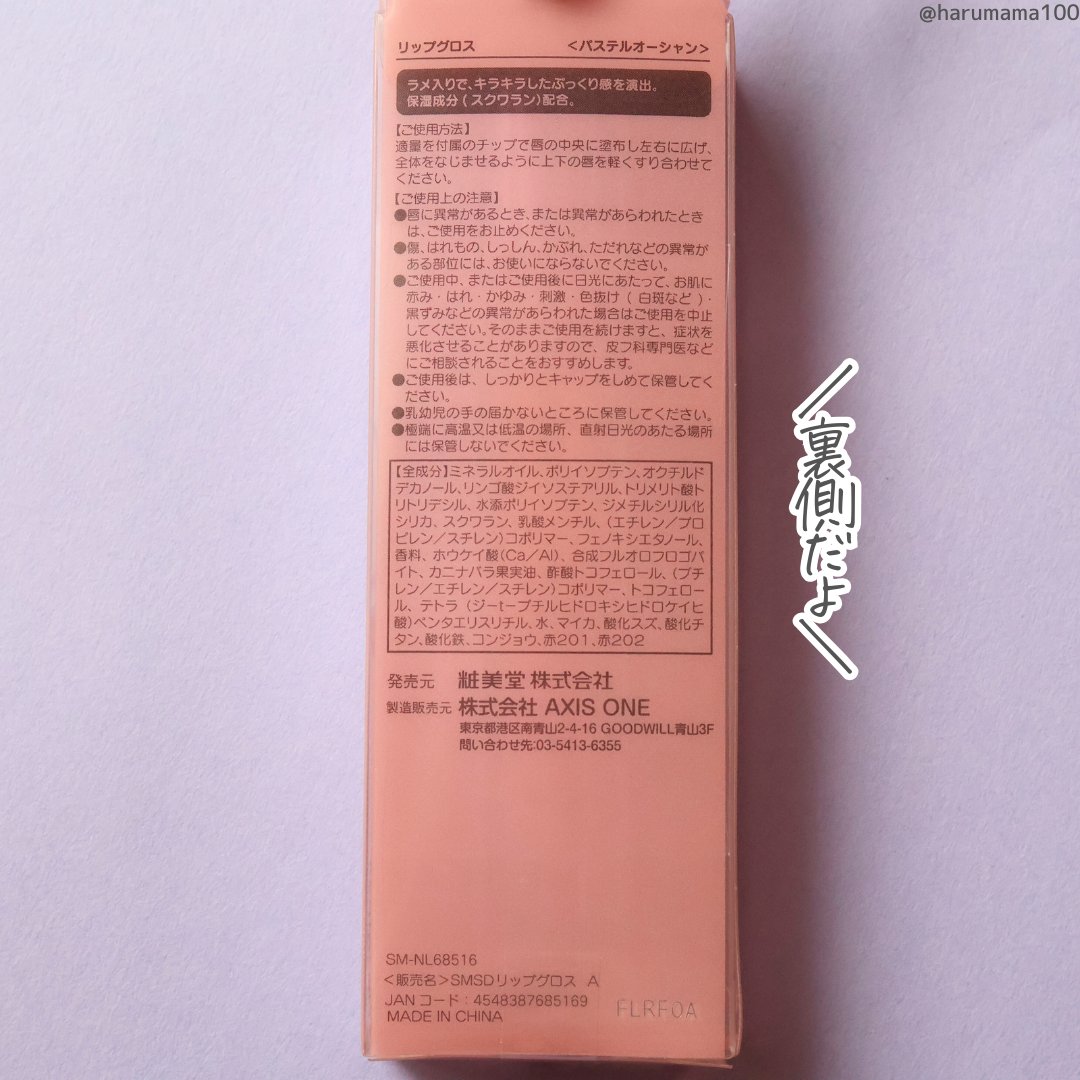 @harumama100
リップグロス <パステルオーシャン>
ラメ入りで、キラキラしたぷっくり感を演出。
保湿成分(スクワラン)配合。
【ご使用方法】
適量を付属のチップで唇の中央に塗布し左右に広げ、
全体をなじませるように上下の唇を軽くすり合わせて
ください。
【ご使用上の注意】
●唇に異常があるとき、または異常があらわれたとき
は、ご使用をお止めください。
●傷、はれもの、しっしん、かぶれ、ただれなどの異常が
ある部位には、お使いにならないでください。
●ご使用中、またはご使用後に日光にあたって、お肌に
赤み・はれ・かゆみ・刺激・色抜け(白斑など)・
黒ずみなどの異常があらわれた場合はご使用を中止
してください。そのままご使用を続けますと、症状を
悪化させることがありますので、皮フ科専門医など
にご相談されることをおすすめします。
●ご使用後は、しっかりとキャップをしめて保管してく
ださい。
●乳幼児の手の届かないところに保管してください。
●極端に高温又は低温の場所、直射日光のあたる場所
には保管しないでください。
【全成分】ミネラルオイル、ポリイソブテン、オクチルド
デカノール、リンゴ酸ジイソステアリル、トリメリト酸ト
リトリデシル、水添ポリイソブテン、ジメチルシリル化
シリカ、スクワラン、乳酸メンチル、(エチレン/プロ
ピレン/スチレン)コポリマー、フェノキシエタノール、
香料、ホウケイ酸(Ca/Al)、合成フルオロフロゴパ
イト、カニナバラ果実油、酢酸トコフェロール、(ブチ
レン/エチレン/スチレン)コポリマー、トコフェロー
ル、テトラ(ジーt-ブチルヒドロキシヒドロケイヒ
酸)ペンタエリスリチル、水、マイカ、酸化スズ、酸化チ
タン、酸化鉄、コンジョウ、赤201、赤202
発売元 粧美堂株式会社
製造販売元 株式会社 AXIS ONE
東京都港区南青山2-4-16 GOODWILL青山3F
問い合わせ先:03-5413-6355
SM-NL68516
<販売名>SMSDリップグロス A
JANコード:4548387685169
MADE IN CHINA
FLRF0A
裏側だよ